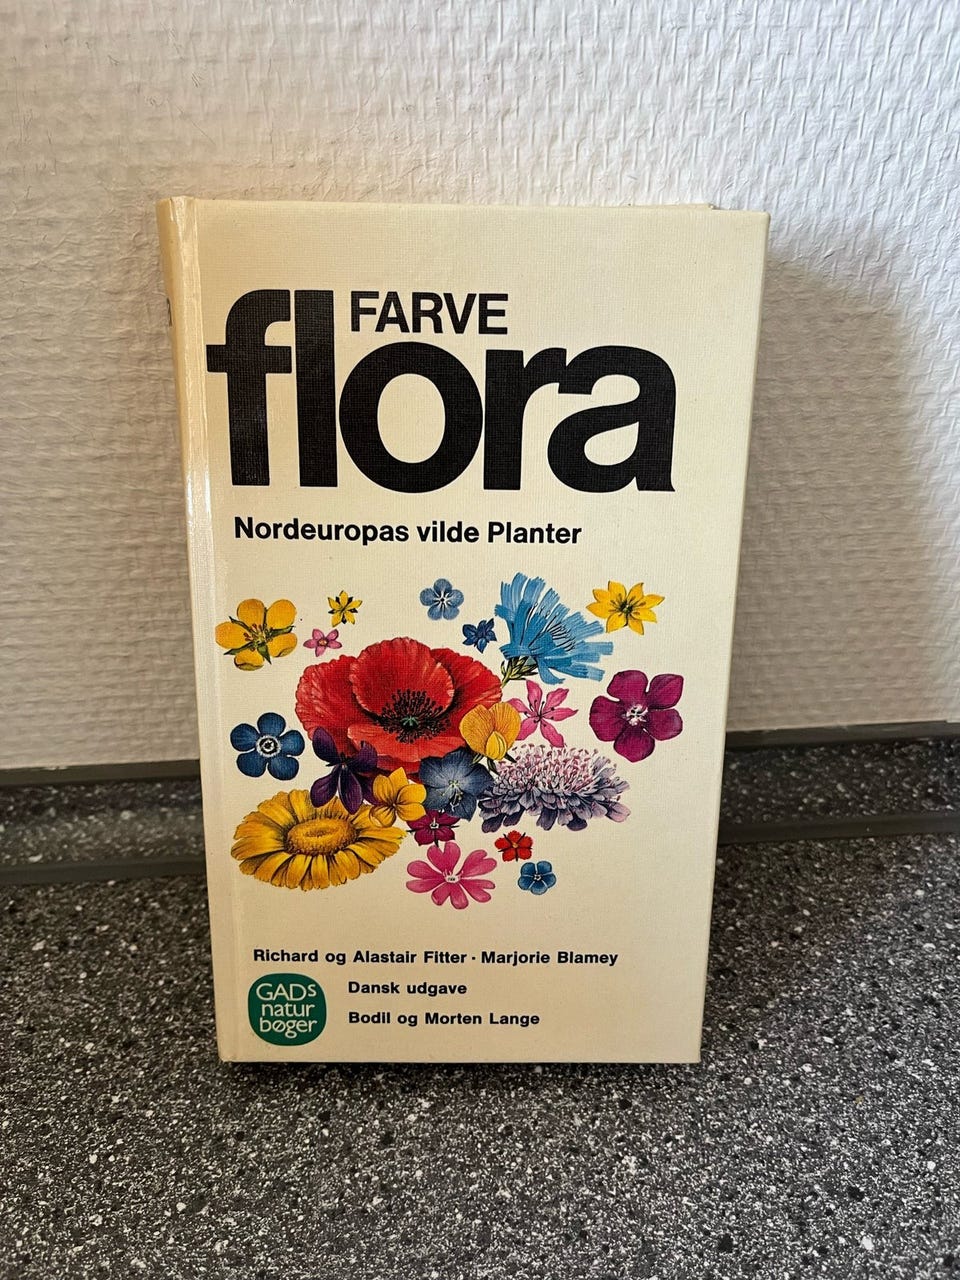 FARVE
flora
Nordeuropas vilde Planter
Richard og Alastair Fitter · Marjorie Blamey
Dansk udgave
Bodil og Morten Lange
GADs
natur
bøger